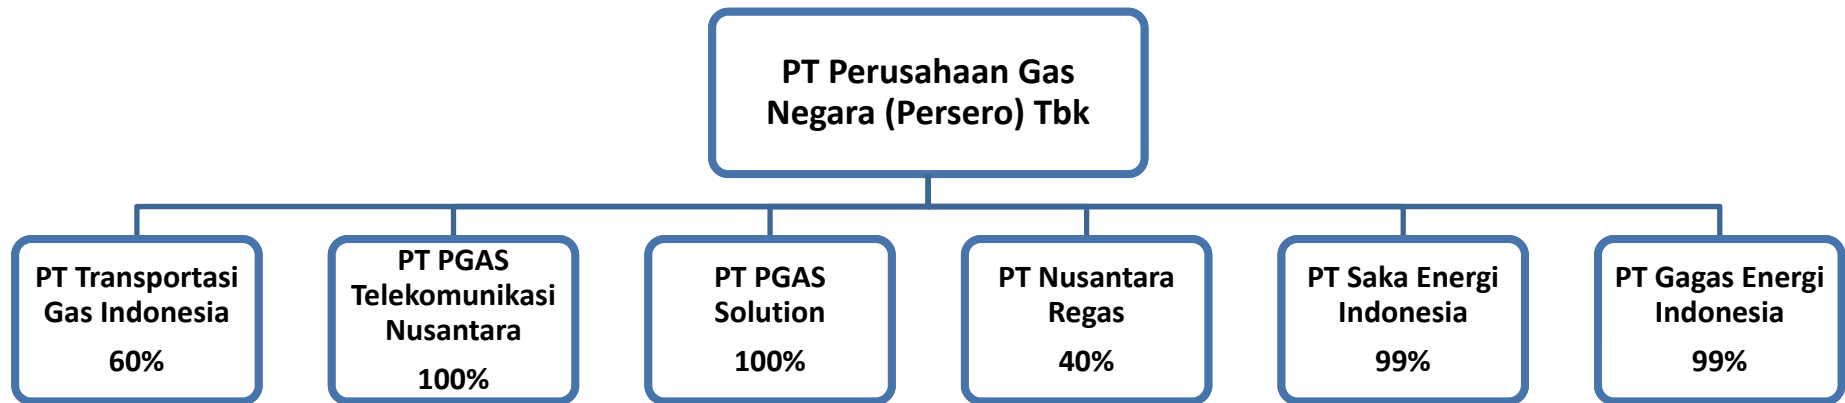 PT Perusahaan Gas
Negara (Persero) Tbk
PT Transportasi
Gas Indonesia
60%
PT PGAS
Telekomunikasi
Nusantara
100%
PT PGAS
Solution
100%
PT Nusantara
Regas
40%
PT Saka Energi
Indonesia
99%
PT Gagas Energi
Indonesia
99%